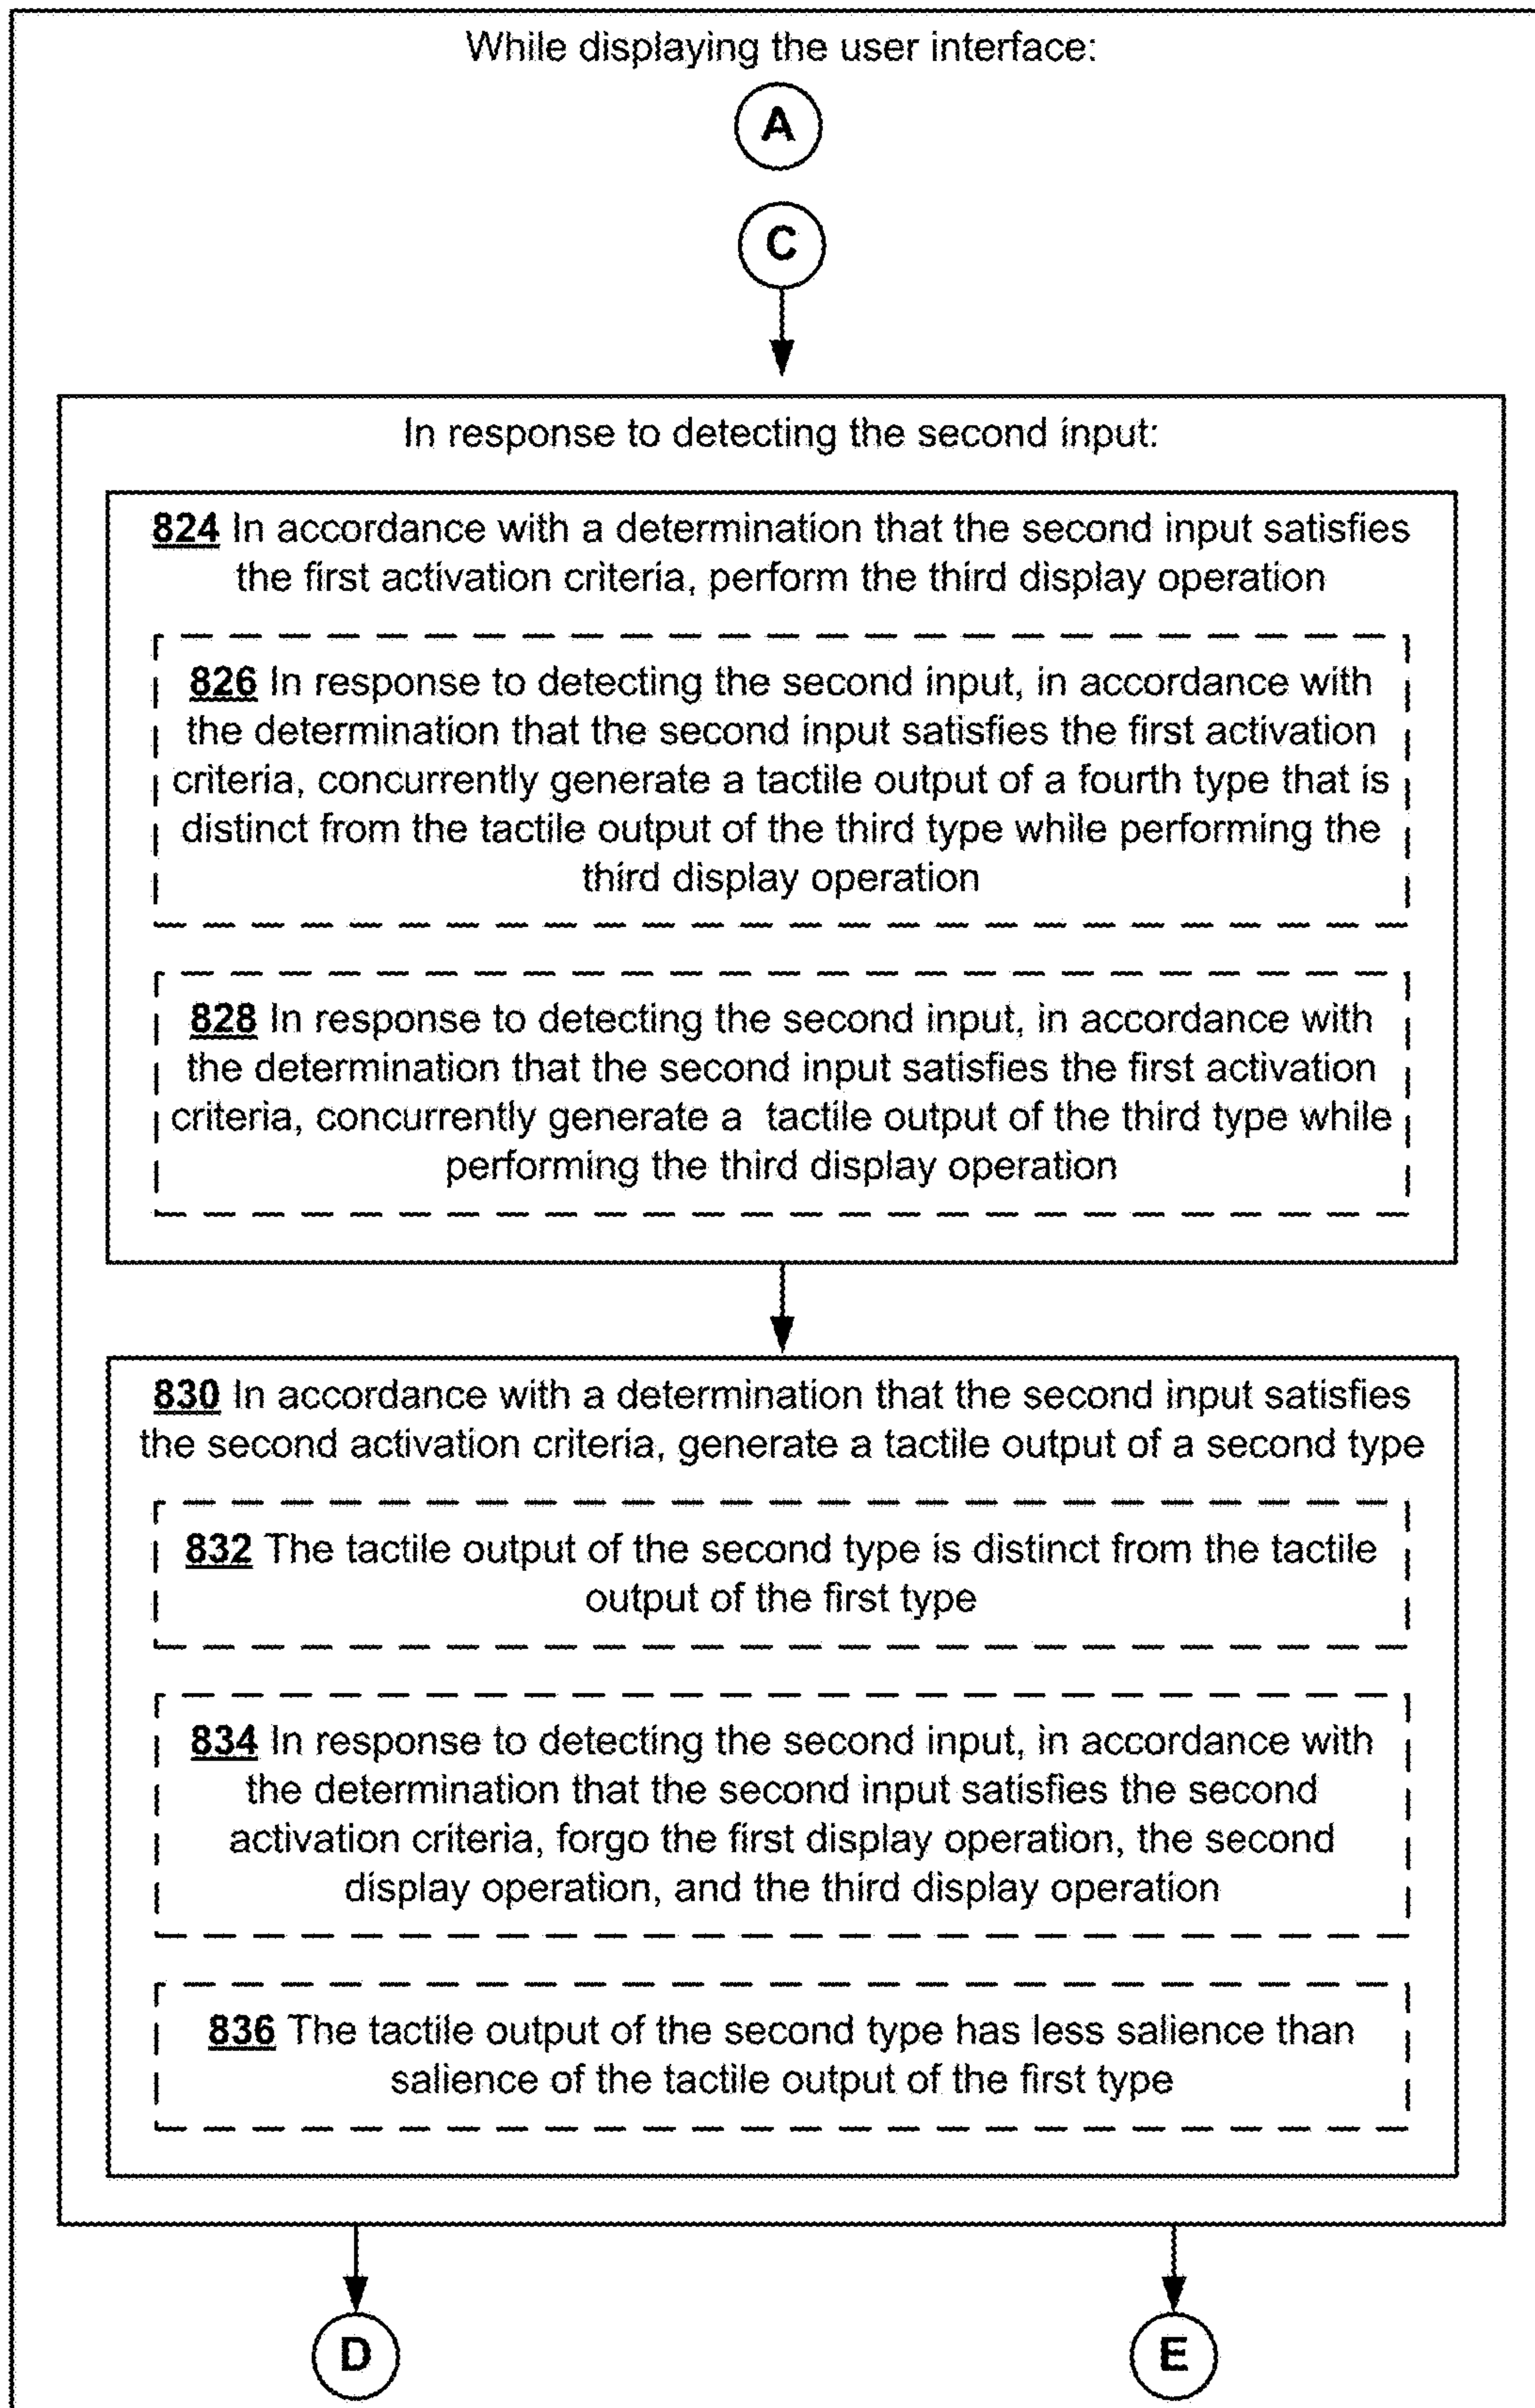 While displaying the user interface:
A
C
In response to detecting the second input:
824 In accordance with a determination that the second input satisfies
the first activation criteria, perform the third display operation
826 In response to detecting the second input, in accordance with
the determination that the second input satisfies the first activation
criteria, concurrently generate a tactile output of a fourth type that is
distinct from the tactile output of the third type while performing the
third display operation
828 In response to detecting the second input, in accordance with
the determination that the second input satisfies the first activation
criteria, concurrently generate a tactile output of the third type while
performing the third display operation
830 In accordance with a determination that the second input satisfies
the second activation criteria, generate a tactile output of a second type
832 The tactile output of the second type is distinct from the tactile
output of the first type
834 In response to detecting the second input, in accordance with
the determination that the second input satisfies the second
activation criteria, forgo the first display operation, the second
display operation, and the third display operation
836 The tactile output of the second type has less salience than
salience of the tactile output of the first type
D
E